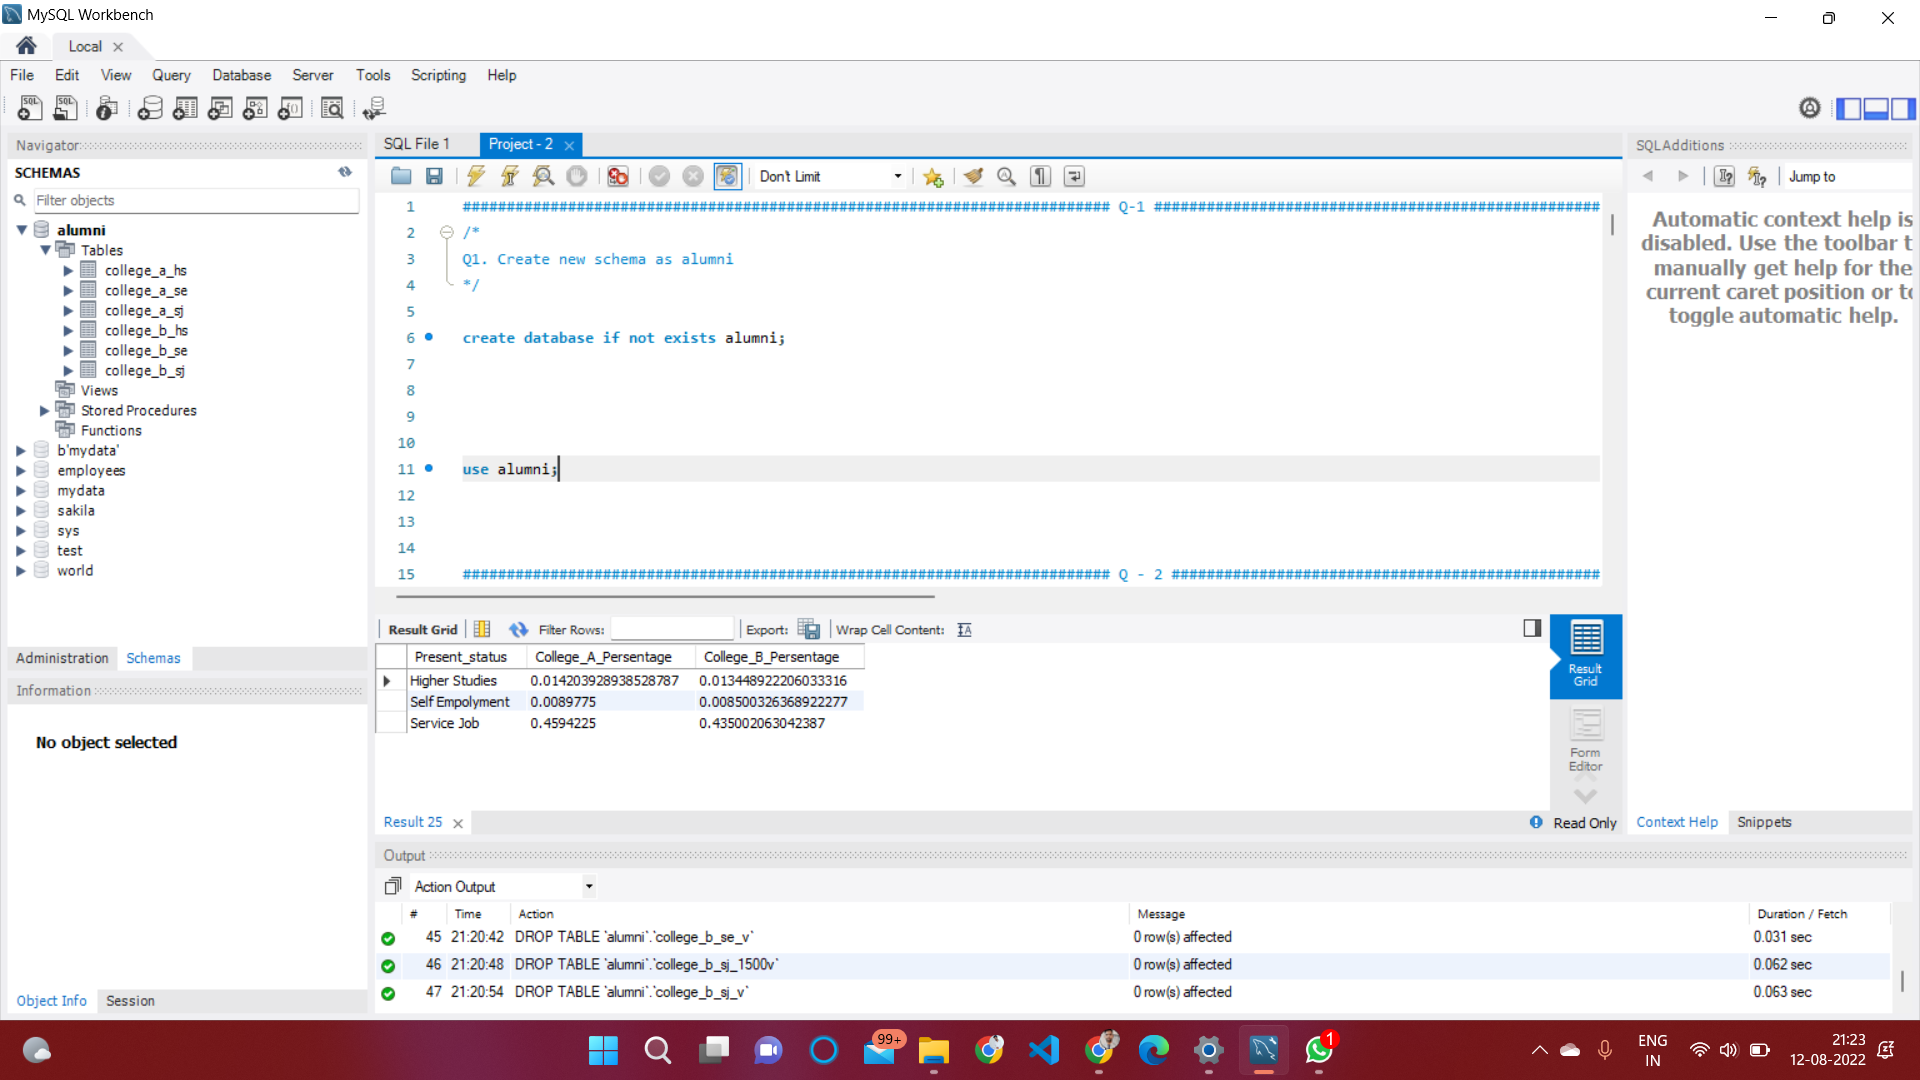 MySQL Workbench
Local
File Edit View Query Database Server Tools Scripting Help
Navigator
SCHEMAS
Filter objects
alumni
Tables
college_a_hs
college_a_se
college_a_sj
college_b_hs
college_b_se
college_b_sj
Views
Stored Procedures
Functions
b'mydata'
employees
mydata
sakila
sys
test
world
Administration Schemas
Information
No object selected
Object Info Session
SQL File 1 Project - 2
Don't Limit
1 ########################################################################## Q-1 ###################################################
2 /*
3 Q1. Create new schema as alumni
4 */
5
6 create database if not exists alumni;
7
8
9
10
11 use alumni;
12
13
14
15 ########################################################################## Q - 2 #################################################
Result Grid Filter Rows: Export: Wrap Cell Content:
Present_status College_A_Persentage College_B_Persentage
Higher Studies 0.014203928938528787 0.013448922206033316
Self Empolyment 0.0089775 0.008500326368922277
Service Job 0.4594225 0.435002063042387
Result
Grid
Form
Editor
Result 25
Read Only
SQLAdditions
Jump to
Automatic context help is
disabled. Use the toolbar t
manually get help for the
current caret position or to
toggle automatic help.
Context Help Snippets
Output
Action Output
# Time Action Message Duration / Fetch
45 21:20:42 DROP TABLE `alumni`.`college_b_se_v` 0 row(s) affected 0.031 sec
46 21:20:48 DROP TABLE `alumni`.`college_b_sj_1500v` 0 row(s) affected 0.062 sec
47 21:20:54 DROP TABLE `alumni`.`college_b_sj_v` 0 row(s) affected 0.063 sec
99+
1
ENG
IN
21:23
12-08-2022